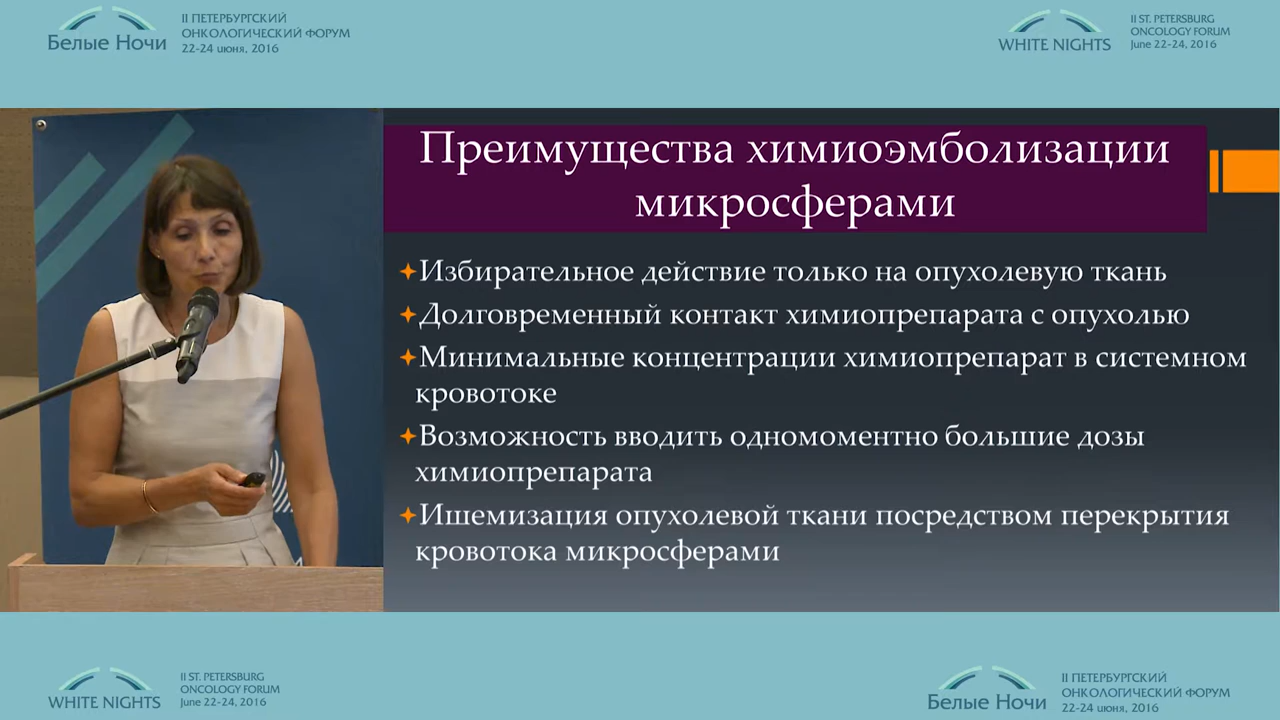 Белые Ночи
II ПЕТЕРБУРГСКИЙ
ОНКОЛОГИЧЕСКИЙ ФОРУМ
22-24 июня, 2016
WHITE NIGHTS
II ST. PETERSBURG
ONCOLOGY FORUM
June 22-24, 2016
Преимущества химиоэмболизации
микросферами
Избирательное действие только на опухолевую ткань
Долговременный контакт химиопрепарата с опухолью
Минимальные концентрации химиопрепарат в системном
кровотоке
Возможность вводить одномоментно большие дозы
химиопрепарата
Ишемизация опухолевой ткани посредством перекрытия
кровотока микросферами
WHITE NIGHTS
II ST. PETERSBURG
ONCOLOGY FORUM
June 22-24, 2016
Белые Ночи
II ПЕТЕРБУРГСКИЙ
ОНКОЛОГИЧЕСКИЙ ФОРУМ
22-24 июня, 2016